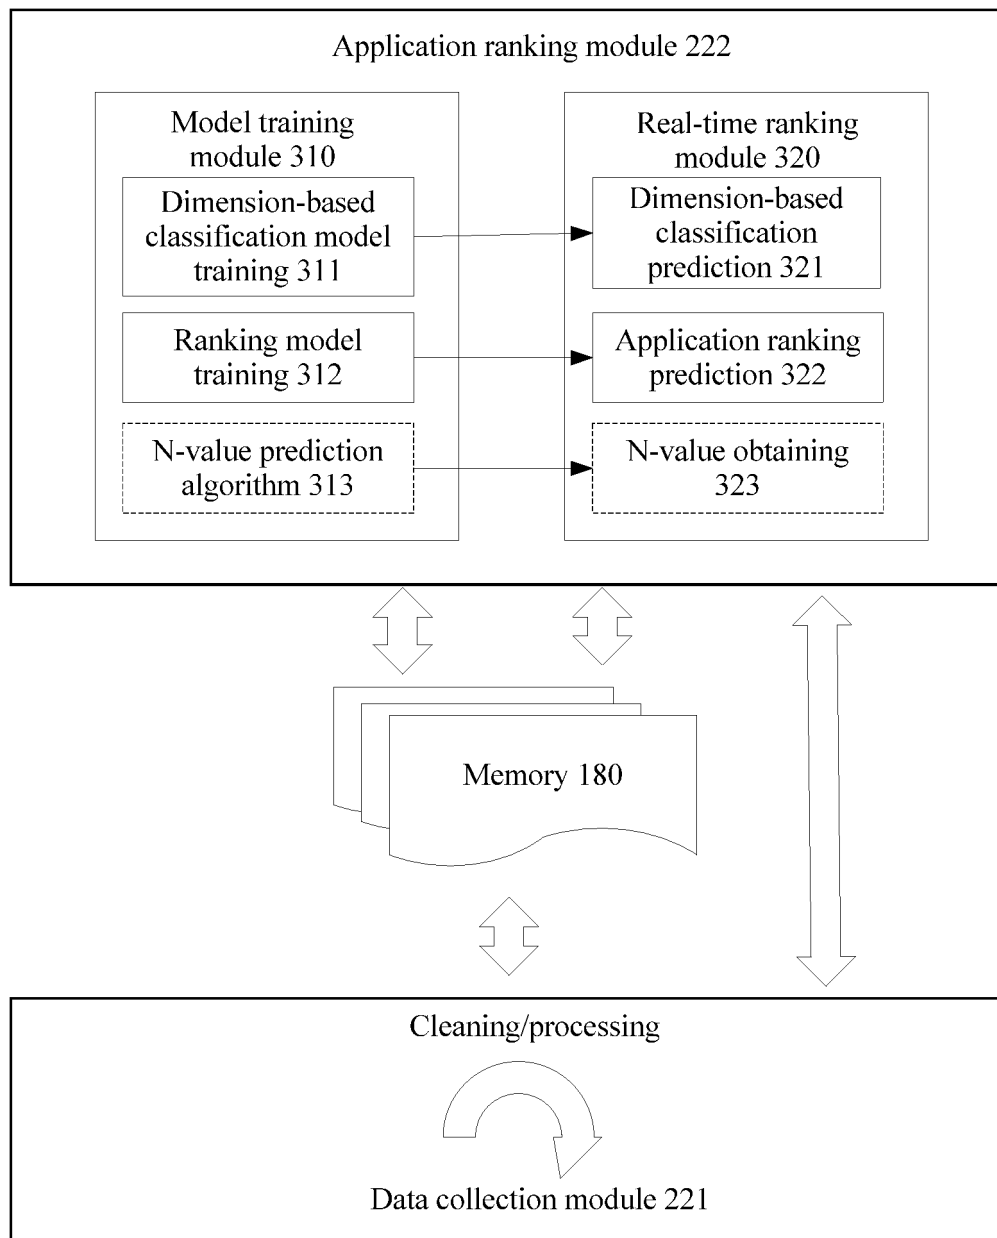 Application ranking module 222
Model training
module 310
Dimension-based
classification model
training 311
Ranking model
training 312
N-value prediction
algorithm 313
Real-time ranking
module 320
Dimension-based
classification
prediction 321
Application ranking
prediction 322
N-value obtaining
323
Memory 180
Cleaning/processing
Data collection module 221